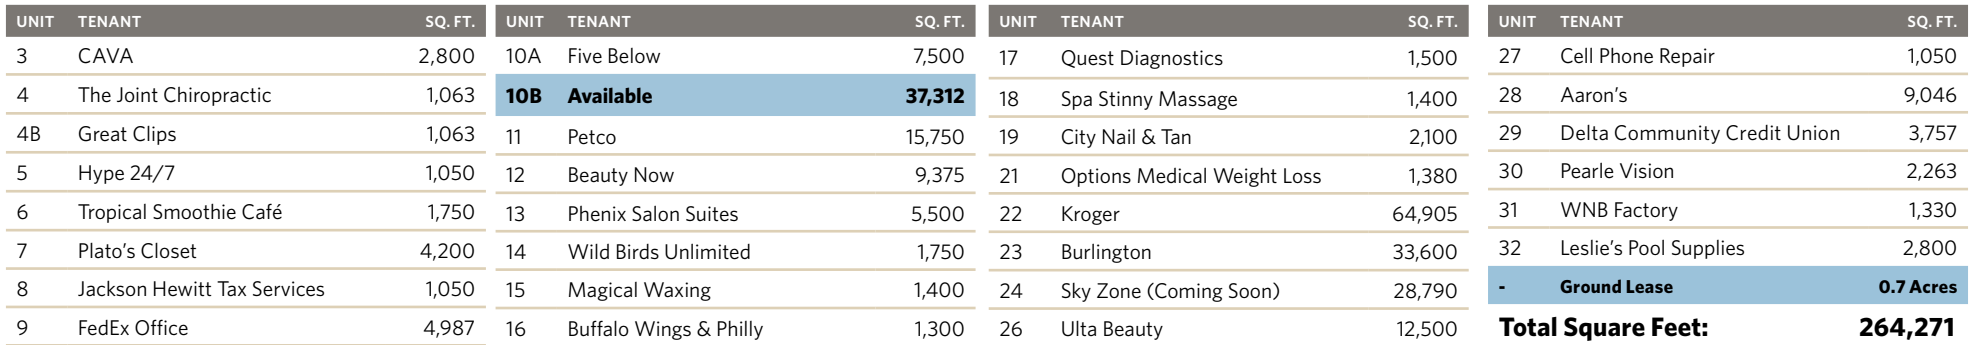 UNIT TENANT SQ. FT.
3 CAVA 2,800
4 The Joint Chiropractic 1,063
4B Great Clips 1,063
5 Hype 24/7 1,050
6 Tropical Smoothie Café 1,750
7 Plato's Closet 4,200
8 Jackson Hewitt Tax Services 1,050
9 FedEx Office 4,987
UNIT TENANT SQ. FT.
10A Five Below 7,500
10B Available 37,312
11 Petco 15,750
12 Beauty Now 9,375
13 Phenix Salon Suites 5,500
14 Wild Birds Unlimited 1,750
15 Magical Waxing 1,400
16 Buffalo Wings & Philly 1,300
UNIT TENANT SQ. FT.
17 Quest Diagnostics 1,500
18 Spa Stinny Massage 1,400
19 City Nail & Tan 2,100
21 Options Medical Weight Loss 1,380
22 Kroger 64,905
23 Burlington 33,600
24 Sky Zone (Coming Soon) 28,790
26 Ulta Beauty 12,500
UNIT TENANT SQ. FT.
27 Cell Phone Repair 1,050
28 Aaron's 9,046
29 Delta Community Credit Union 3,757
30 Pearle Vision 2,263
31 WNB Factory 1,330
32 Leslie's Pool Supplies 2,800
- Ground Lease 0.7 Acres
Total Square Feet: 264,271